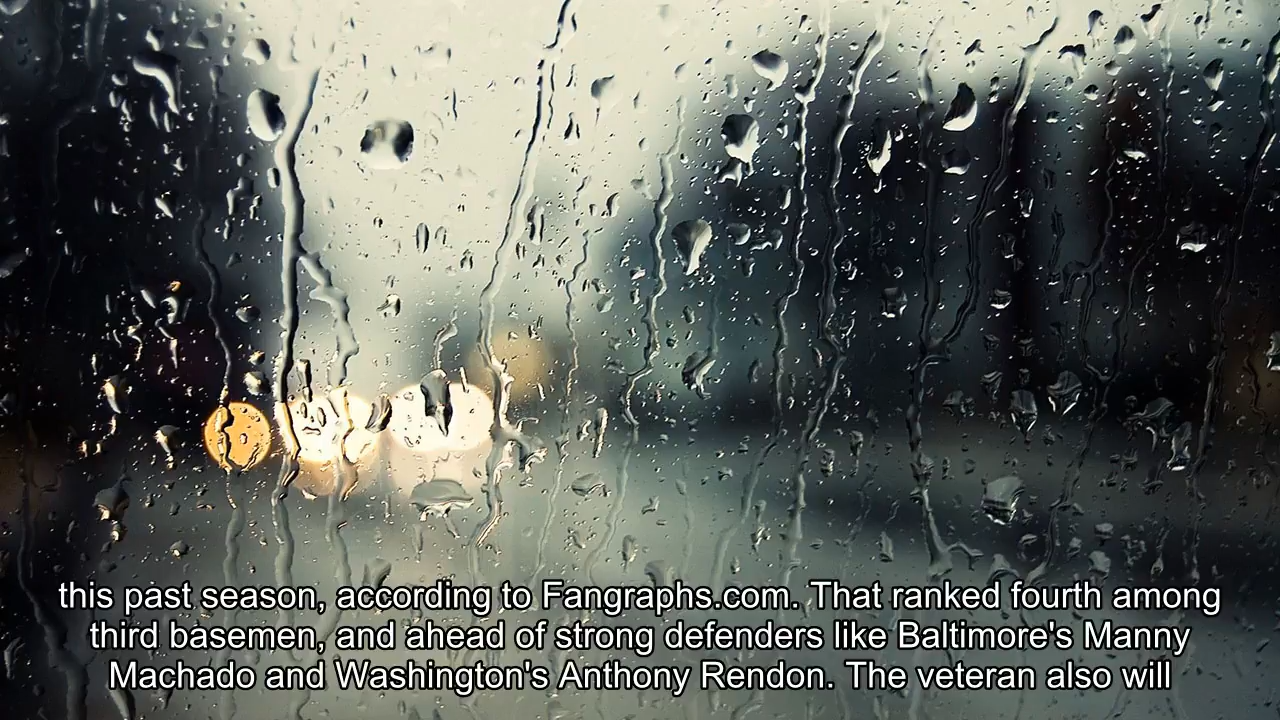 this past season, according to Fangraphs.com. That ranked fourth among
third basemen, and ahead of strong defenders like Baltimore's Manny
Machado and Washington's Anthony Rendon. The veteran also will